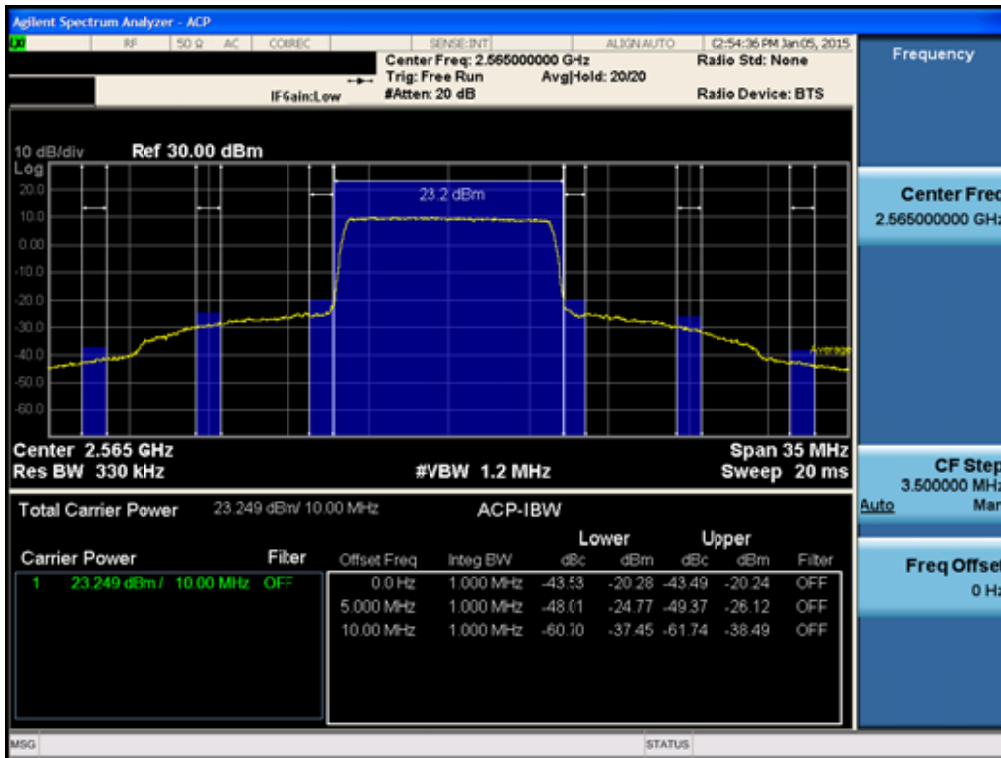 Agilent Spectrum Analyzer - ACP
LXI RF 50 Ω AC CORREC SENSE:INT ALIGN AUTO 02:54:36 PM Jan 05, 2015
Center Freq: 2.565000000 GHz Radio Std: None
Trig: Free Run Avg|Hold: 20/20
IFGain:Low #Atten: 20 dB Radio Device: BTS
10 dB/div Ref 30.00 dBm
Log
20.0
10.0
0.00
-10.0
-20.0
-30.0
-40.0
-50.0
-60.0
23.2 dBm
Average
Center 2.565 GHz Span 35 MHz
Res BW 330 kHz #VBW 1.2 MHz Sweep 20 ms
Total Carrier Power 23.249 dBm/ 10.00 MHz ACP-IBW
Lower Upper
Carrier Power Filter Offset Freq Integ BW dBc dBm dBc dBm Filter
1 23.249 dBm / 10.00 MHz OFF 0.0 Hz 1.000 MHz -43.53 -20.28 -43.49 -20.24 OFF
5.000 MHz 1.000 MHz -48.01 -24.77 -49.37 -26.12 OFF
10.00 MHz 1.000 MHz -60.70 -37.45 -61.74 -38.49 OFF
MSG STATUS
Frequency
Center Freq
2.565000000 GHz
CF Step
3.500000 MHz
Auto Man
Freq Offset
0 Hz